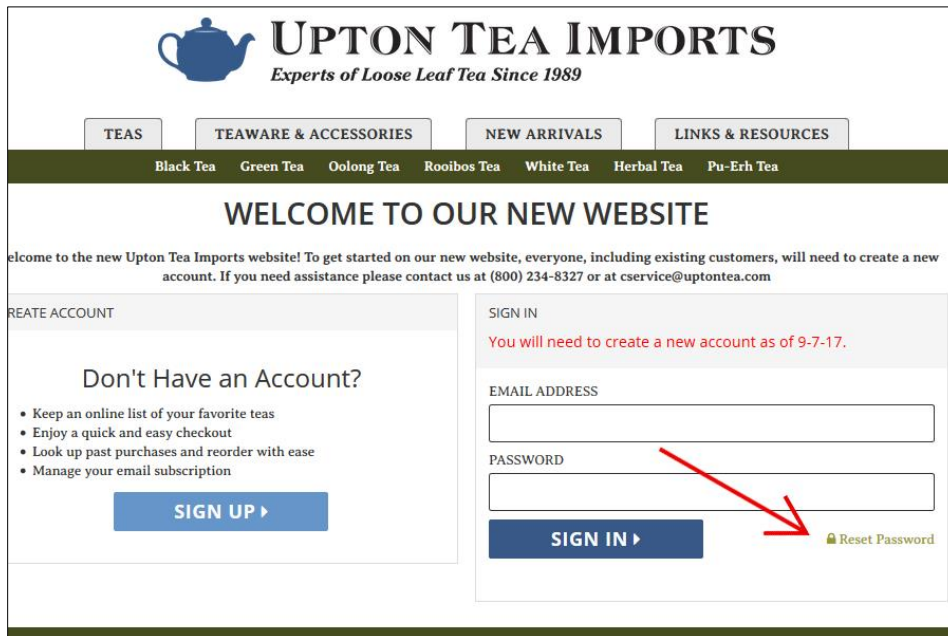 UPTON TEA IMPORTS
Experts of Loose Leaf Tea Since 1989
TEAS
TEAWARE & ACCESSORIES
NEW ARRIVALS
LINKS & RESOURCES
Black Tea Green Tea Oolong Tea Rooibos Tea White Tea Herbal Tea Pu-Erh Tea
WELCOME TO OUR NEW WEBSITE
elcome to the new Upton Tea Imports website! To get started on our new website, everyone, including existing customers, will need to create a new
account. If you need assistance please contact us at (800) 234-8327 or at cservice@uptontea.com
REATE ACCOUNT
Don't Have an Account?
• Keep an online list of your favorite teas
• Enjoy a quick and easy checkout
• Look up past purchases and reorder with ease
• Manage your email subscription
SIGN UP
SIGN IN
You will need to create a new account as of 9-7-17.
EMAIL ADDRESS
PASSWORD
SIGN IN
Reset Password